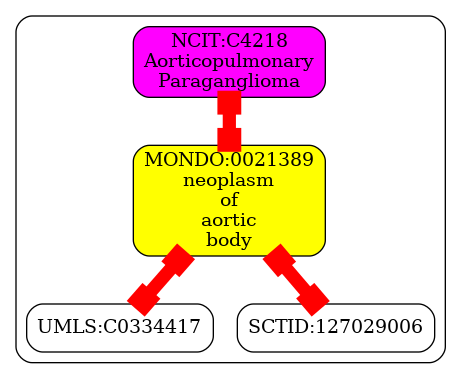 NCIT:C4218
Aorticopulmonary
Paraganglioma
MONDO:0021389
neoplasm
of
aortic
body
UMLS:C0334417
SCTID:127029006